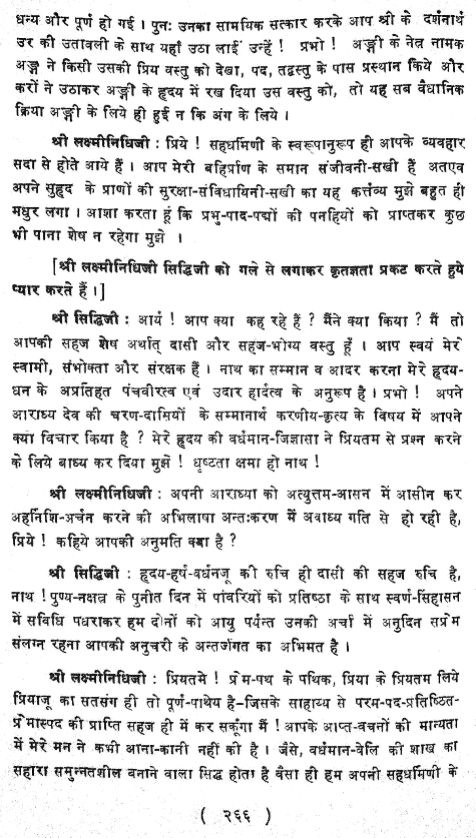 धन्य और पूर्ण हो गई । पुनः उनका सामयिक सत्कार करके आप श्री के दर्शनार्थ
उर की उतावली के साथ यहाँ उठा लाईं उन्हें ! प्रभो ! अङ्गी के नेत्र नामक
अङ्ग ने किसी उसकी प्रिय वस्तु को देखा, पद, तद्वस्तु के पास प्रस्थान किये और
करों ने उठाकर अङ्गी के हृदय में रख दिया उस वस्तु को, तो यह सब वैधानिक
क्रिया अङ्गी के लिये ही हुई न कि अंग के लिये ।
श्री लक्ष्मीनिधिजी : प्रिये ! सहधर्मिणी के स्वरूपानुरूप ही आपके व्यवहार
सदा से होते आये हैं । आप मेरी बहिर्प्राण के समान संजीवनी-सखी हैं अतएव
अपने सुहृद के प्राणों की सुरक्षा-संविधायिनी-सखी का यह कर्त्तव्य मुझे बहुत ही
मधुर लगा । आशा करता हूं कि प्रभु-पाद-पद्मों की पनहियों को प्राप्तकर कुछ
भी पाना शेष न रहेगा मुझे ।
[श्री लक्ष्मीनिधिजी सिद्धिजी को गले से लगाकर कृतज्ञता प्रकट करते हुये
प्यार करते हैं ।]
श्री सिद्धिजी : आर्य ! आप क्या कह रहे हैं ? मैंने क्या किया ? मैं तो
आपकी सहज शेष अर्थात् दासी और सहज-भोग्य वस्तु हूँ । आप स्वयं मेरे
स्वामी, संभोक्ता और संरक्षक हैं । नाथ का सम्मान व आदर करना मेरे हृदय-
धन के अप्रतिहत पंचवीरत्व एवं उदार हार्दत्व के अनुरूप है । प्रभो ! अपने
आराध्य देव की चरण-दासियों के सम्मानार्थ करणीय-कृत्य के विषय में आपने
क्या विचार किया है ? मेरे हृदय की वर्धमान-जिज्ञासा ने प्रियतम से प्रश्न करने
के लिये बाध्य कर दिया मुझे ! धृष्टता क्षमा हो नाथ !
श्री लक्ष्मीनिधिजी : अपनी आराध्या को अत्युत्तम-आसन में आसीन कर
अहर्निशि-अर्चन करने की अभिलाषा अन्तःकरण में अवाध्य गति से हो रही है,
प्रिये ! कहिये आपकी अनुमति क्या है ?
श्री सिद्धिजी : हृदय-हर्ष-वर्धनजू की रुचि ही दासी की सहज रुचि है,
नाथ ! पुण्य-नक्षत्र के पुनीत दिन में पांवरियों को प्रतिष्ठा के साथ स्वर्ण-सिंहासन
में सविधि पधराकर हम दोनों को आयु पर्यन्त उनकी अर्चा में अनुदिन सप्रेम
संलग्न रहना आपकी अनुचरी के अन्तर्जगत का अभिमत है ।
श्री लक्ष्मीनिधिजी : प्रियतमे ! प्रेम-पथ के पथिक, प्रिया के प्रियतम लिये
प्रियाजू का सतसंग ही तो पूर्ण-पाथेय है–जिसके साहाय्य से परम-पद-प्रतिष्ठित-
प्रेमास्पद की प्राप्ति सहज ही में कर सकूंगा मैं ! आपके आप्त-वचनों की मान्यता
में मेरे मन ने कभी आना-कानी नहीं की है । जैसे, वर्धमान-वेलि की शाख का
सहारा समुन्नतशील बनाने वाला सिद्ध होता है वैसा ही हम अपनी सहधर्मिणी के
( २६६ )